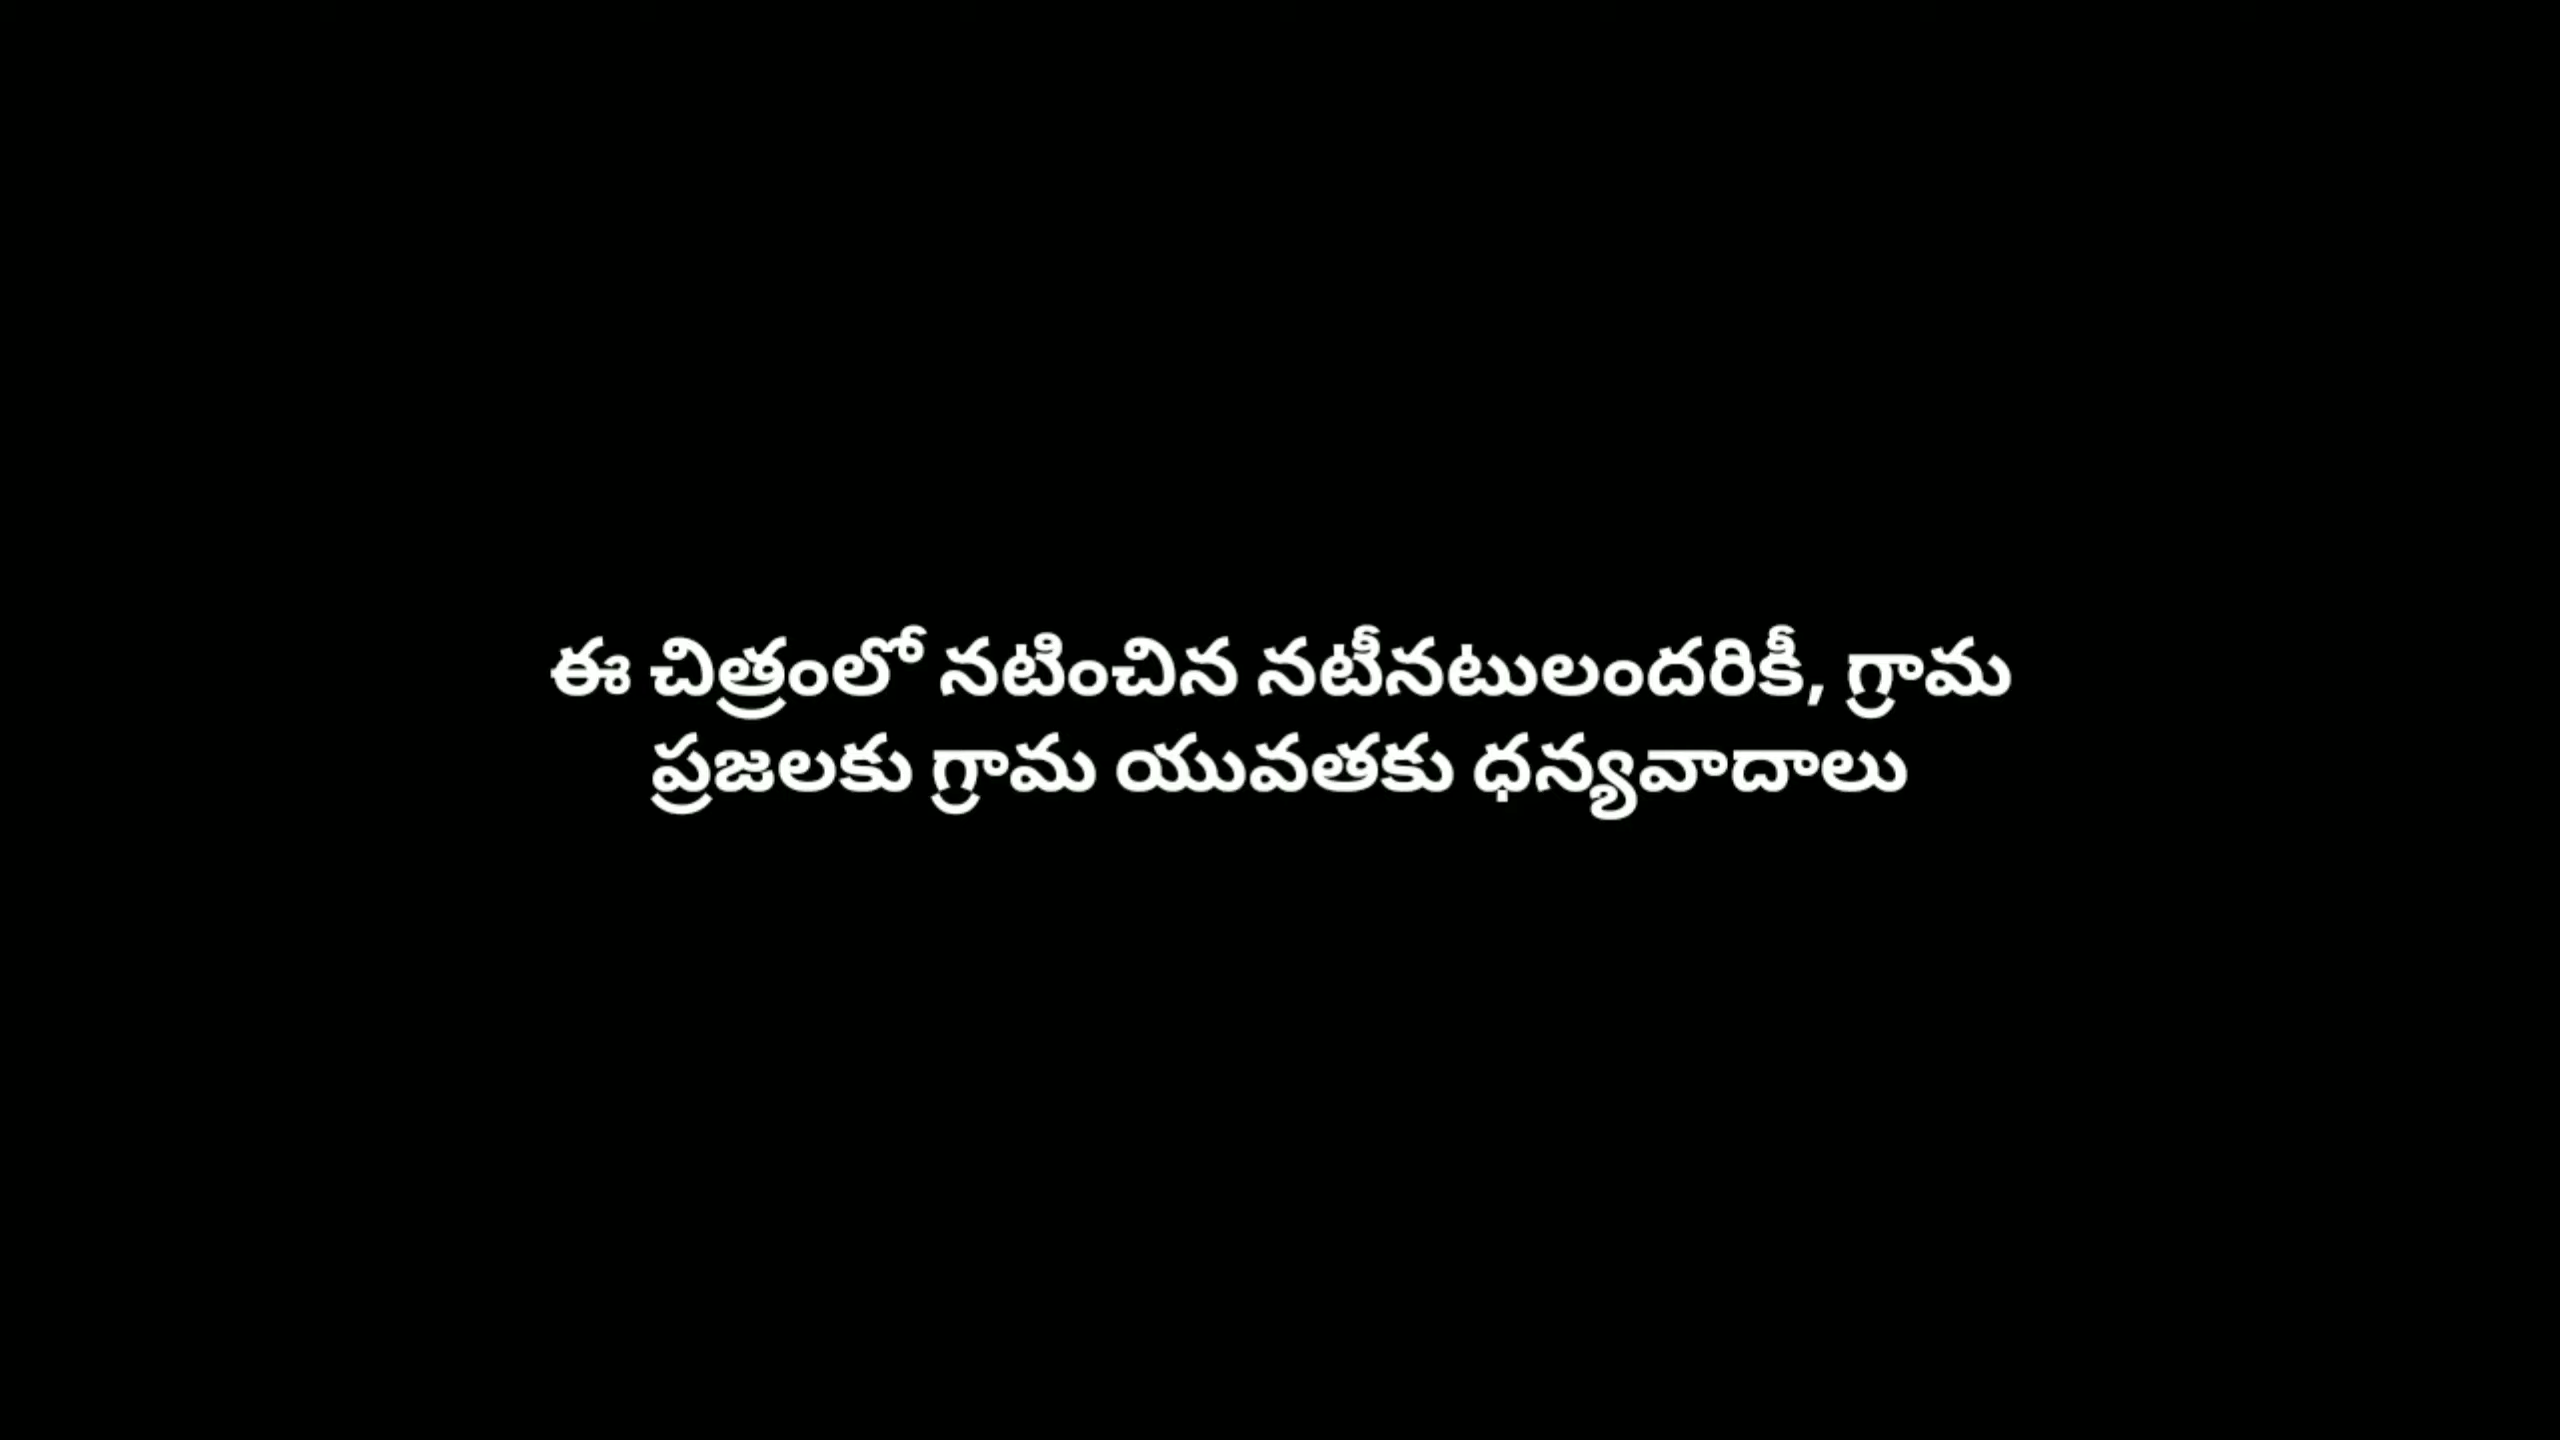 ఈ చిత్రంలో నటించిన నటీనటులందరికీ, గ్రామ
ప్రజలకు గ్రామ యువతకు ధన్యవాదాలు